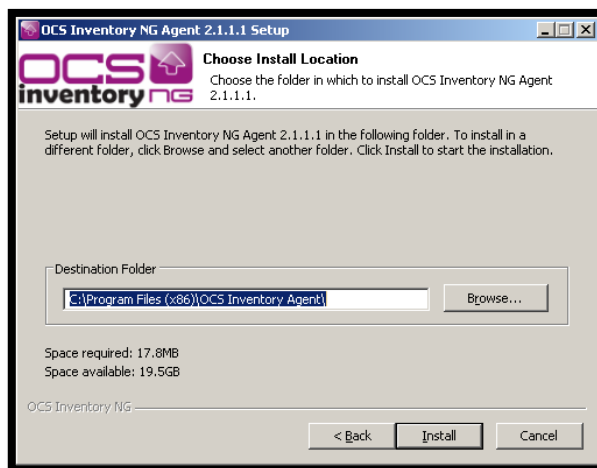 OCS Inventory NG Agent 2.1.1.1 Setup
OCS
inventory NG
Choose Install Location
Choose the folder in which to install OCS Inventory NG Agent
2.1.1.1.
Setup will install OCS Inventory NG Agent 2.1.1.1 in the following folder. To install in a
different folder, click Browse and select another folder. Click Install to start the installation.
Destination Folder
C:\Program Files (x86)\OCS Inventory Agent\
Browse...
Space required: 17.8MB
Space available: 19.5GB
OCS Inventory NG
< Back
Install
Cancel